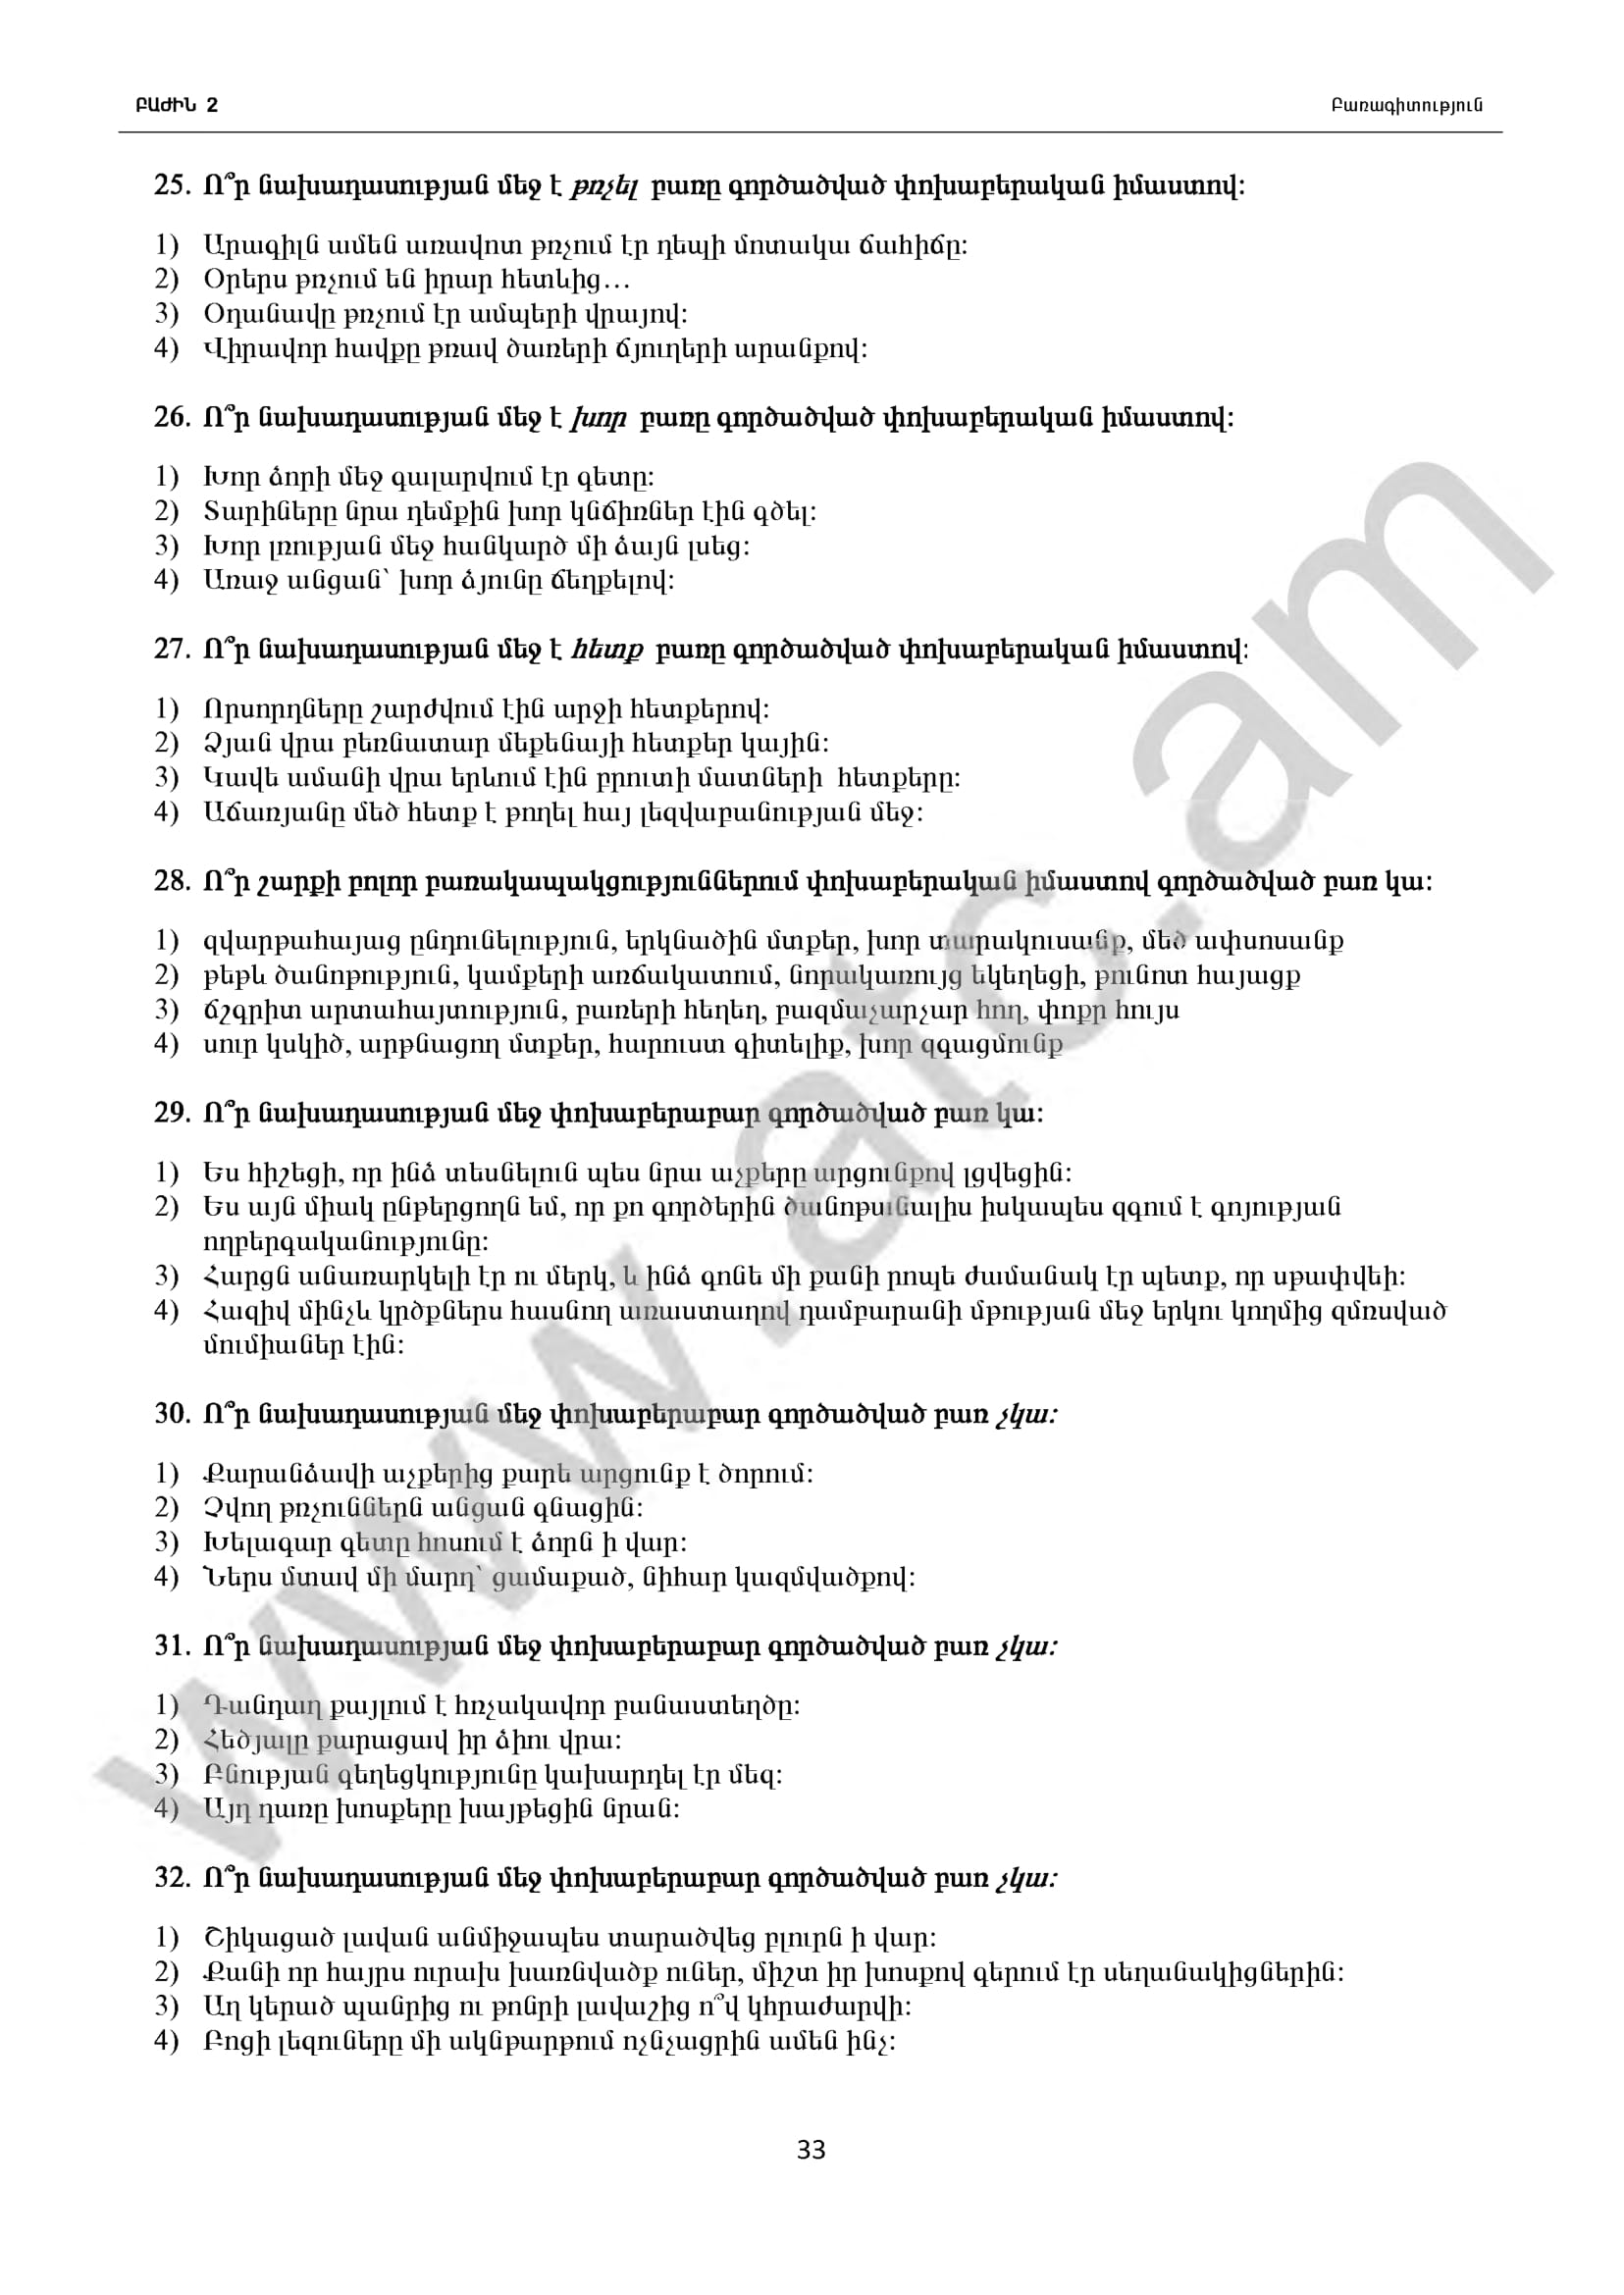 ԲԱԺԻՆ 2
Բառագիտություն
25. Ո՞ր նախադասության մեջ է թռչել բառը գործածված փոխաբերական իմաստով:
1) Արագիլն ամեն առավոտ թռչում էր դեպի մոտակա ճահիճը:
2) Օրերս թռչում են իրար հետևից…
3) Օդանավը թռչում էր ամպերի վրայով:
4) Վիրավոր հավքը թռավ ծառերի ճյուղերի արանքով:
26. Ո՞ր նախադասության մեջ է խոր բառը գործածված փոխաբերական իմաստով:
1) Խոր ձորի մեջ գալարվում էր գետը:
2) Տարիները նրա դեմքին խոր կնճիռներ էին գծել:
3) Խոր լռության մեջ հանկարծ մի ձայն լսեց:
4) Առաջ անցան՝ խոր ձյունը ճեղքելով:
27. Ո՞ր նախադասության մեջ է հետք բառը գործածված փոխաբերական իմաստով:
1) Որսորդները շարժվում էին արջի հետքերով:
2) Ձյան վրա բեռնատար մեքենայի հետքեր կային:
3) Կավե ամանի վրա երևում էին բրուտի մատների հետքերը:
4) Աճառյանը մեծ հետք է թողել հայ լեզվաբանության մեջ:
28. Ո՞ր շարքի բոլոր բառակապակցություններում փոխաբերական իմաստով գործածված բառ կա:
1) զվարթահայաց ընդունելություն, երկնածին մտքեր, խոր տարակուսանք, մեծ ափսոսանք
2) թեթև ծանոթություն, կամքերի առճակատում, նորակառույց եկեղեցի, թունոտ հայացք
3) ճշգրիտ արտահայտություն, բառերի հեղեղ, բազմաչարչար հող, փոքր հույս
4) սուր կսկիծ, արթնացող մտքեր, հարուստ գիտելիք, խոր զգացմունք
29. Ո՞ր նախադասության մեջ փոխաբերաբար գործածված բառ կա:
1) Ես հիշեցի, որ ինձ տեսնելուն պես նրա աչքերը արցունքով լցվեցին:
2) Ես այն միակ ընթերցողն եմ, որ քո գործերին ծանոթանալիս իսկապես զգում է գոյության
ողբերգականությունը:
3) Հարցն անառարկելի էր ու մերկ, և ինձ գոնե մի քանի րոպե ժամանակ էր պետք, որ սթափվեի:
4) Հազիվ մինչև կրծքներս հասնող առաստաղով դամբարանի մթության մեջ երկու կողմից զմռսված
մումիաներ էին:
30. Ո՞ր նախադասության մեջ փոխաբերաբար գործածված բառ չկա:
1) Քարանձավի աչքերից քարե արցունք է ծորում:
2) Չվող թռչուններն անցան գնացին:
3) Խելագար գետը հոսում է ձորն ի վար:
4) Ներս մտավ մի մարդ՝ ցամաքած, նիհար կազմվածքով:
31. Ո՞ր նախադասության մեջ փոխաբերաբար գործածված բառ չկա:
1) Դանդաղ քայլում է հռչակավոր բանաստեղծը:
2) Հեծյալը քարացավ իր ձիու վրա:
3) Բնության գեղեցկությունը կախարդել էր մեզ:
4) Այդ դառը խոսքերը խայթեցին նրան:
32. Ո՞ր նախադասության մեջ փոխաբերաբար գործածված բառ չկա:
1) Շիկացած լավան անմիջապես տարածվեց բլուրն ի վար:
2) Քանի որ հայրս ուրախ խառնվածք ուներ, միշտ իր խոսքով գերում էր սեղանակիցներին:
3) Աղ կերած պանրից ու թոնրի լավաշից ո՞վ կհրաժարվի:
4) Բոցի լեզուները մի ակնթարթում ոչնչացրին ամեն ինչ:
33
www.atc.am